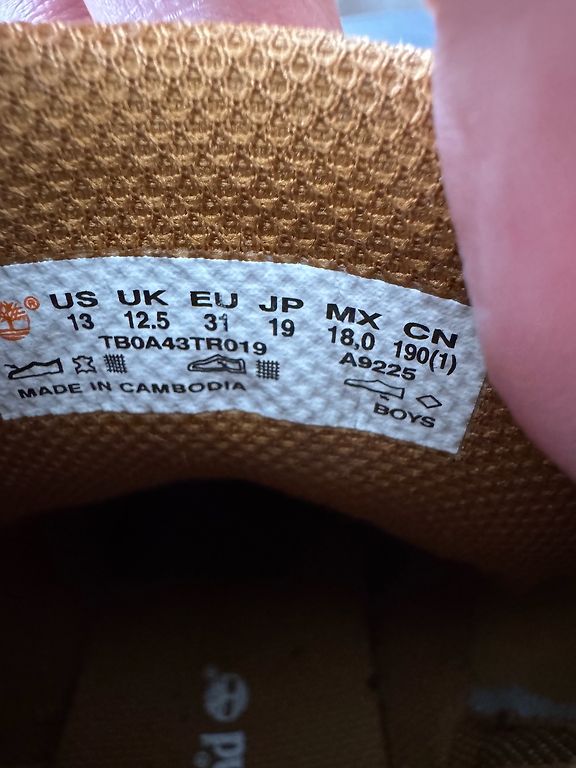 ®
US UK EU JP MX CN
13 12.5 31 19 18,0 190(1)
TB0A43TR019 A9225
MADE IN CAMBODIA BOYS